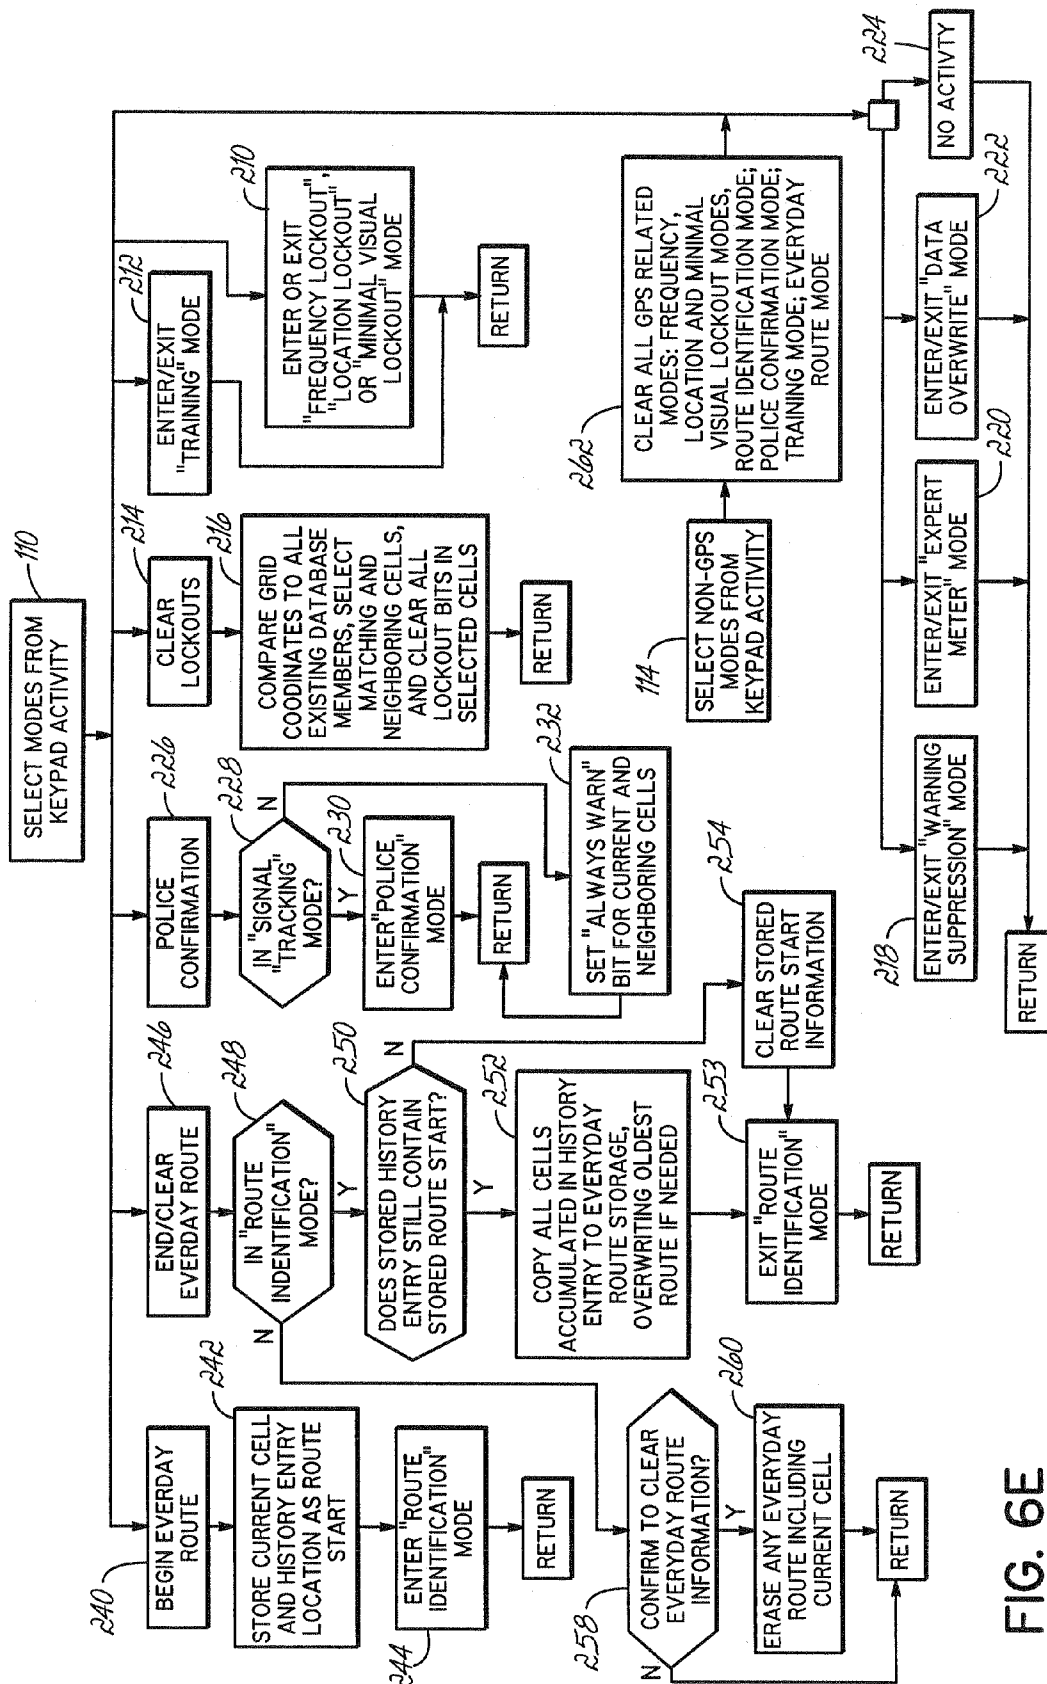 110
SELECT MODES FROM
KEYPAD ACTIVITY
240
BEGIN EVERDAY
ROUTE
242
STORE CURRENT CELL
AND HISTORY ENTRY
LOCATION AS ROUTE
START
244
ENTER "ROUTE
IDENTIFICATION"
MODE
RETURN
246
END/CLEAR
EVERDAY ROUTE
248
IN "ROUTE
INDENTIFICATION"
MODE?
N
Y
250
DOES STORED HISTORY
ENTRY STILL CONTAIN
STORED ROUTE START?
N
Y
252
COPY ALL CELLS
ACCUMULATED IN HISTORY
ENTRY TO EVERYDAY
ROUTE STORAGE,
OVERWRITING OLDEST
ROUTE IF NEEDED
253
EXIT "ROUTE
IDENTIFICATION"
MODE
RETURN
254
CLEAR STORED
ROUTE START
INFORMATION
258
CONFIRM TO CLEAR
EVERYDAY ROUTE
INFORMATION?
N
Y
260
ERASE ANY EVERYDAY
ROUTE INCLUDING
CURRENT CELL
RETURN
226
POLICE
CONFIRMATION
228
IN "SIGNAL
"TRACKING"
MODE?
N
Y
230
ENTER"POLICE
CONFIRMATION"
MODE
RETURN
232
SET "ALWAYS WARN"
BIT FOR CURRENT AND
NEIGHBORING CELLS
214
CLEAR
LOCKOUTS
216
COMPARE GRID
COODINATES TO ALL
EXISTING DATABASE
MEMBERS, SELECT
MATCHING AND
NEIGHBORING CELLS,
AND CLEAR ALL
LOCKOUT BITS IN
SELECTED CELLS
RETURN
212
ENTER/EXIT
"TRAINING" MODE
210
ENTER OR EXIT
"FREQUENCY LOCKOUT",
"LOCATION LOCKOUT"
OR "MINIMAL VISUAL
LOCKOUT" MODE
RETURN
114
SELECT NON-GPS
MODES FROM
KEYPAD ACTIVITY
262
CLEAR ALL GPS RELATED
MODES: FREQUENCY,
LOCATION AND MINIMAL
VISUAL LOCKOUT MODES,
ROUTE IDENTIFICATION MODE;
POLICE CONFIRMATION MODE;
TRAINING MODE; EVERYDAY
ROUTE MODE
218
ENTER/EXIT "WARNING
SUPPRESSION" MODE
220
ENTER/EXIT "EXPERT
METER" MODE
222
ENTER/EXIT "DATA
OVERWRITE" MODE
224
NO ACTIVTY
RETURN
FIG. 6E